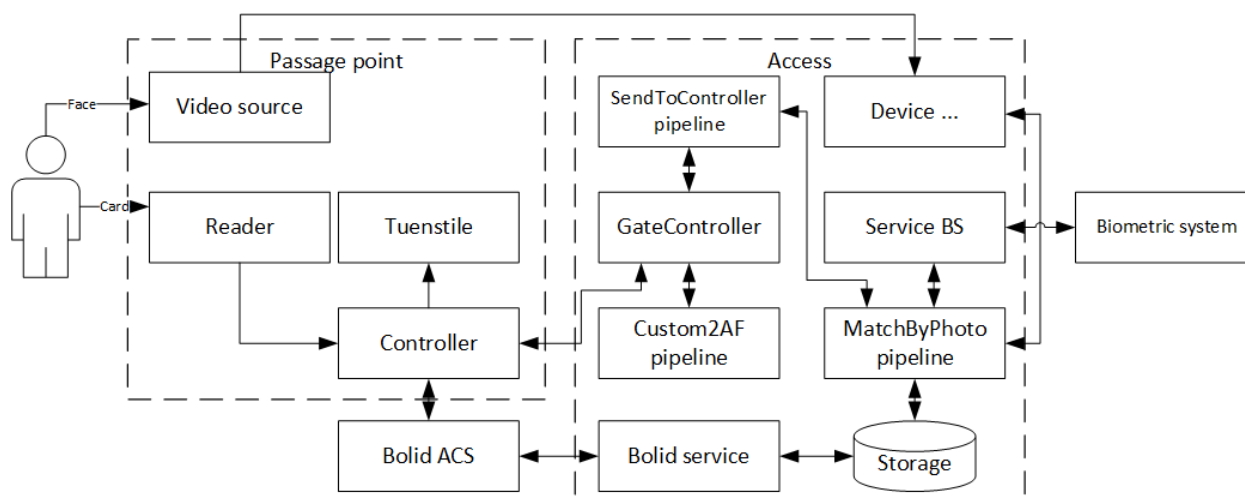 Passage point
Access
Face
Video source
SendToController
pipeline
Device ...
Card
Reader
Tuenstile
GateController
Service BS
Biometric system
Controller
Custom2AF
pipeline
MatchByPhoto
pipeline
Bolid ACS
Bolid service
Storage